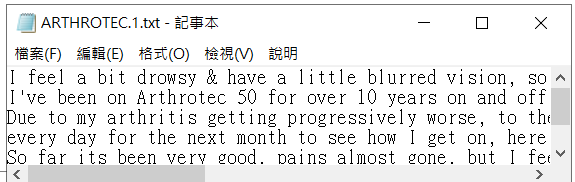 ARTHROTEC.1.txt - 記事本
檔案(F) 編輯(E) 格式(O) 檢視(V) 說明
I feel a bit drowsy & have a little blurred vision, so
I've been on Arthrotec 50 for over 10 years on and off
Due to my arthritis getting progressively worse, to the
every day for the next month to see how I get on, here
So far its been very good, pains almost gone, but I fee